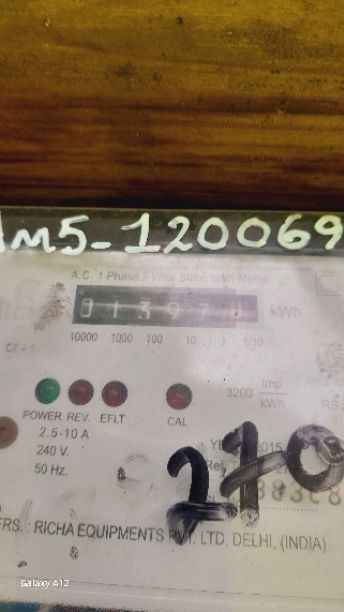 M5-120069
A.C. 1 Phase 2 Wire Static kWh Meter
01397 kWh
10000 1000 100 10 1 1/10
3200 Imp/kWh
POWER REV. EFLT CAL
2.5-10 A
240 V.
50 Hz.
270
RICHA EQUIPMENTS PVT. LTD. DELHI, (INDIA)
Galaxy A12